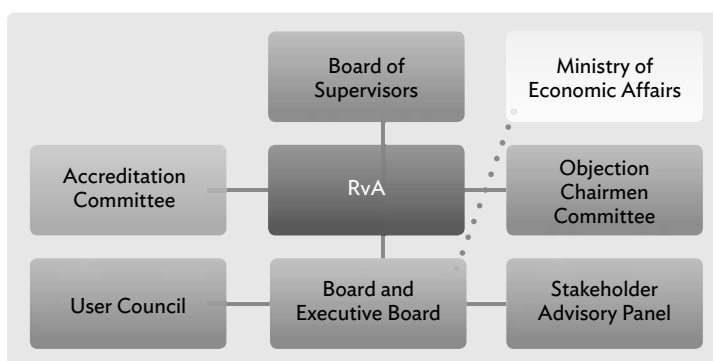 Board of
Supervisors
Ministry of
Economic Affairs
Accreditation
Committee
RvA
Objection
Chairmen
Committee
User Council
Board and
Executive Board
Stakeholder
Advisory Panel